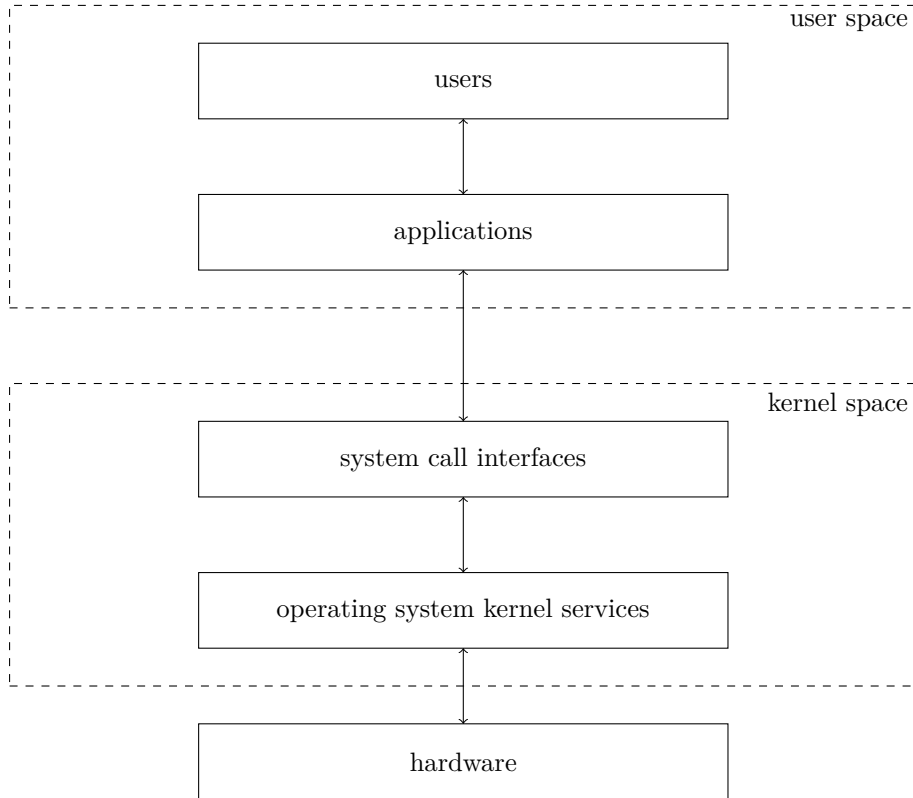 user space
users
applications
kernel space
system call interfaces
operating system kernel services
hardware